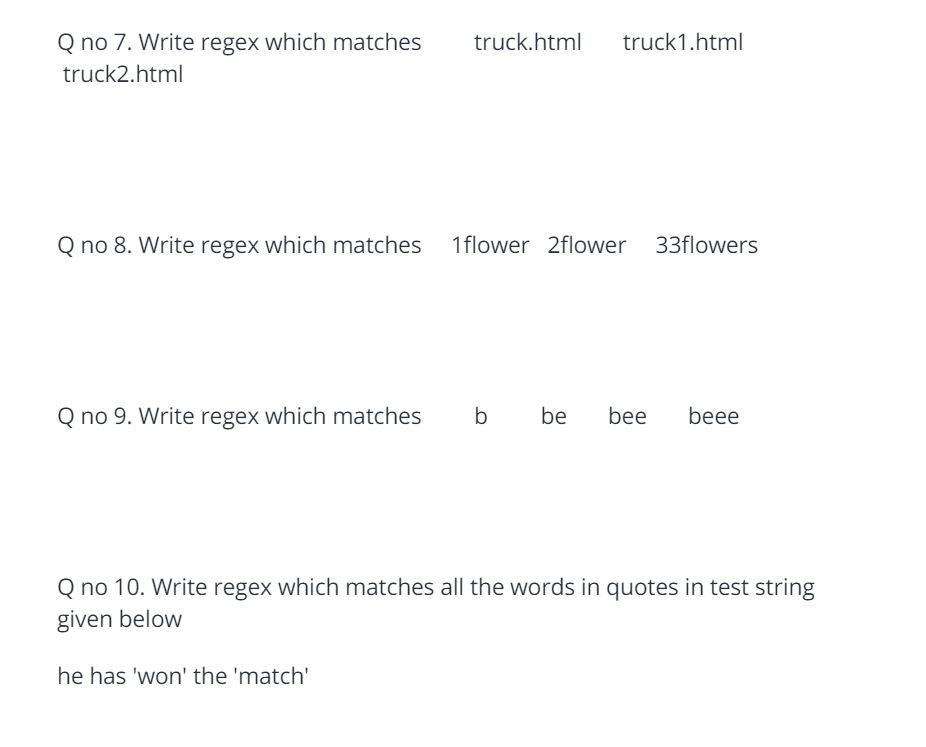 Q no 7. Write regex which matches truck.html truck1.html
truck2.html
Q no 8. Write regex which matches 1flower 2flower 33flowers
Q no 9. Write regex which matches b be bee beee
Q no 10. Write regex which matches all the words in quotes in test string
given below
he has 'won' the 'match'